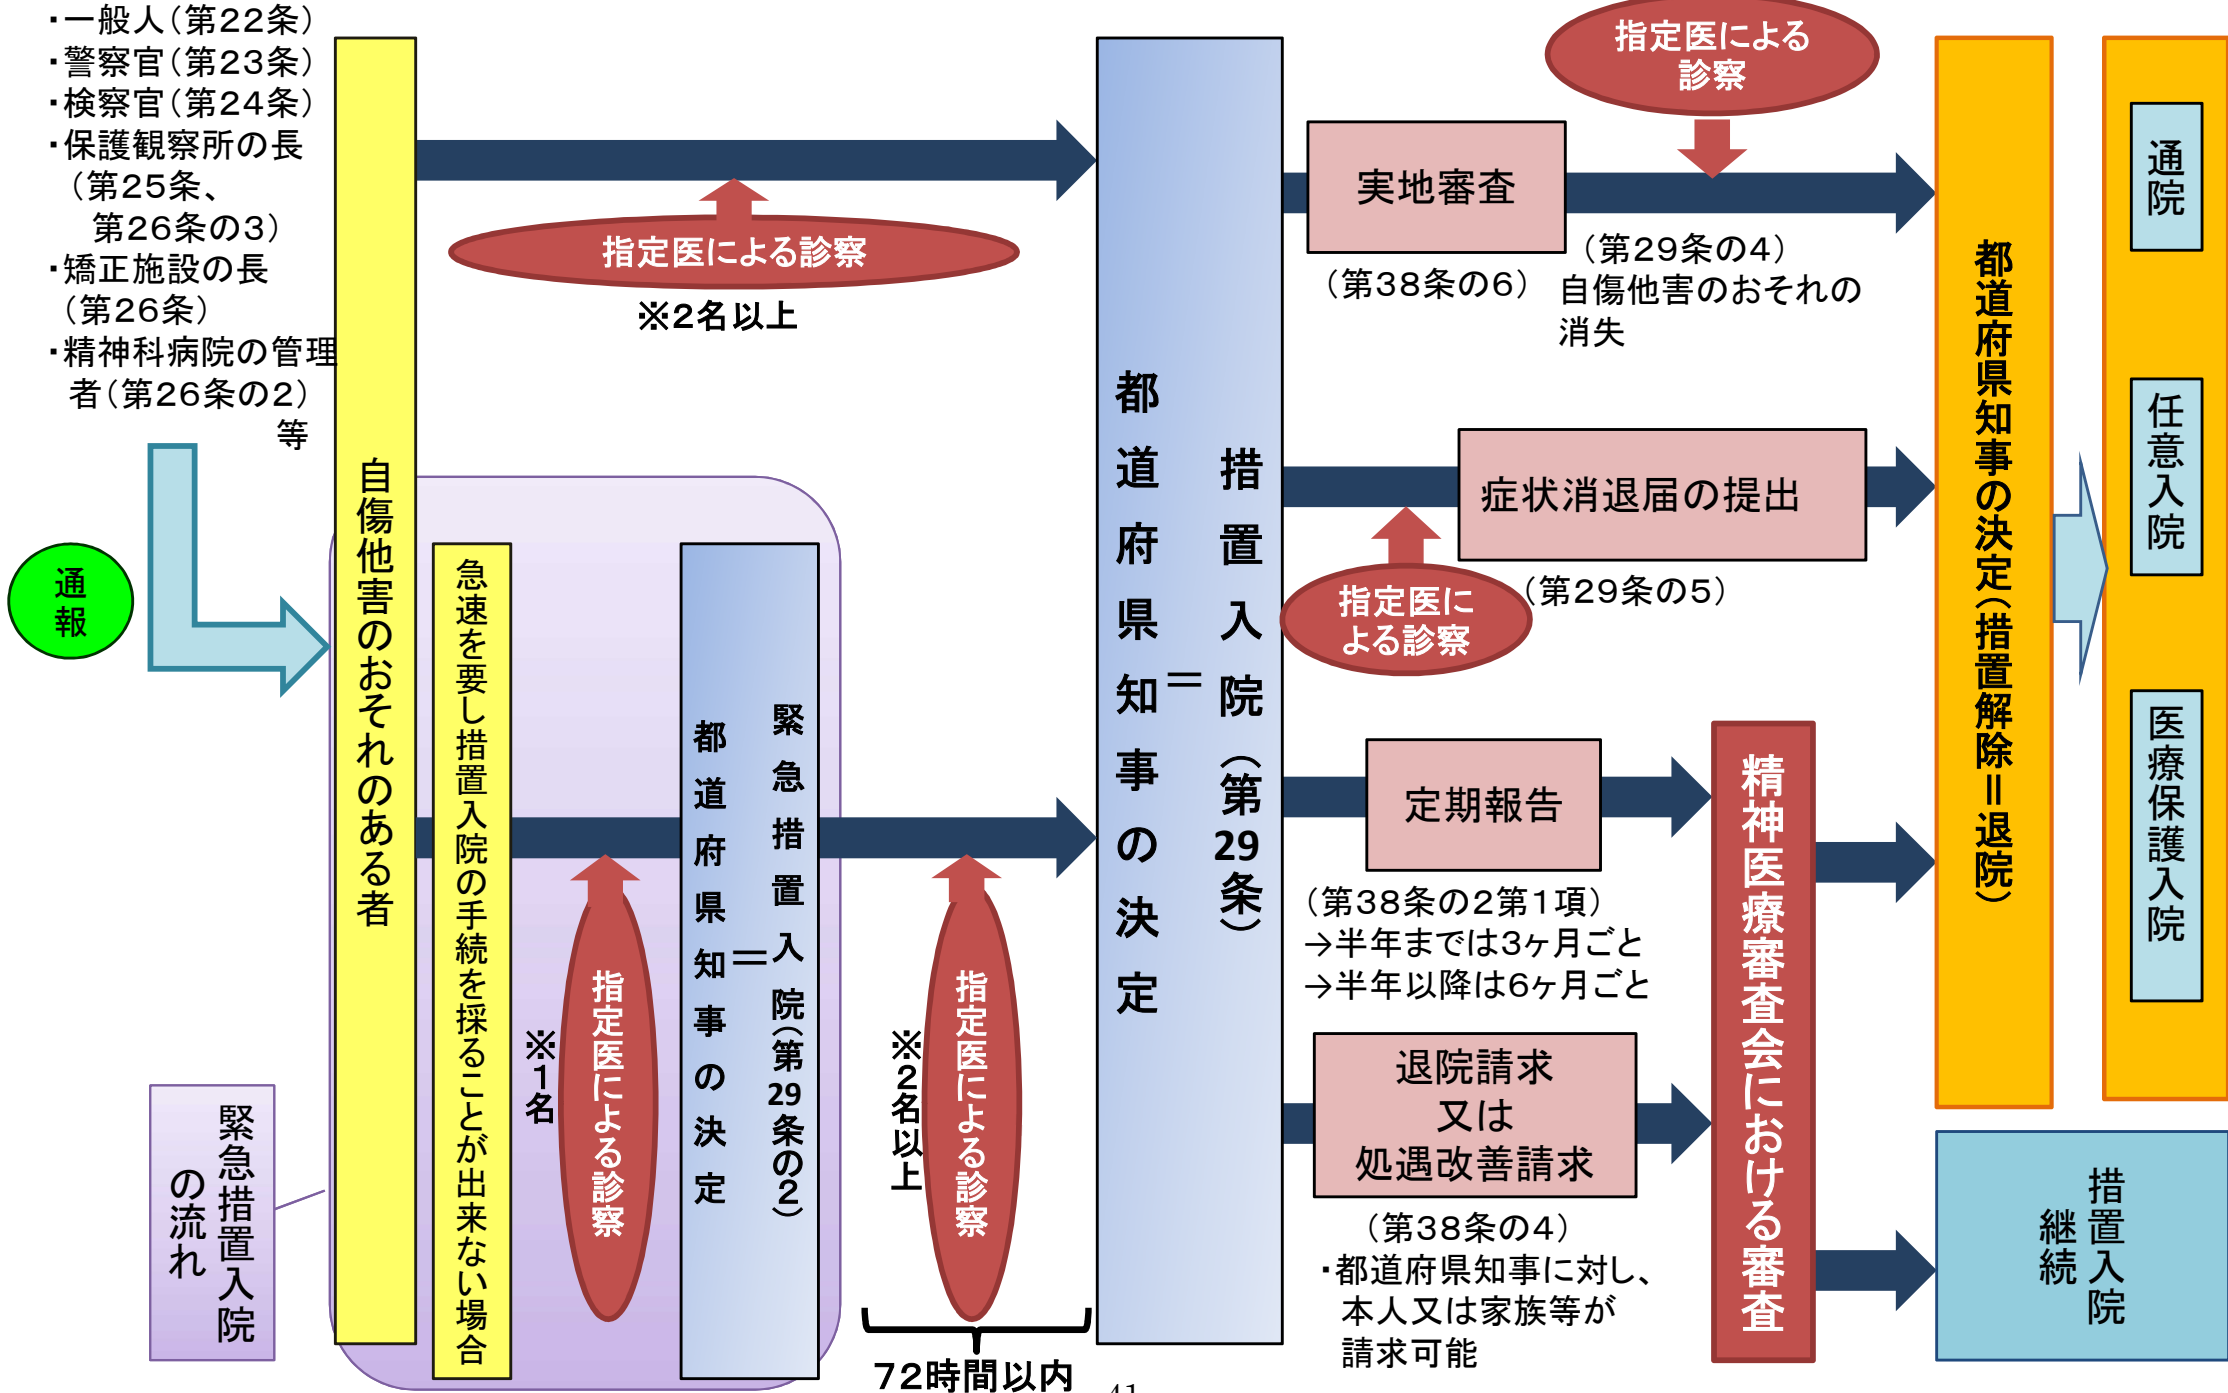 ・一般人(第22条)
・警察官(第23条)
・検察官(第24条)
・保護観察所の長
(第25条、
第26条の3)
・矯正施設の長
(第26条)
・精神科病院の管理
者(第26条の2)
等
通
報
自傷他害のおそれのある者
指定医による診察
※2名以上
緊急措置入院
の流れ
急速を要し措置入院の手続を採ることが出来ない場合
※1名
指定医による診察
緊急措置入院(第29条の2)
＝
都道府県知事の決定
※2名以上
指定医による診察
72時間以内
措置入院(第29条)
＝
都道府県知事の決定
実地審査
(第38条の6)
指定医による
診察
(第29条の4)
自傷他害のおそれの
消失
症状消退届の提出
(第29条の5)
指定医に
よる診察
定期報告
(第38条の2第1項)
→半年までは3ヶ月ごと
→半年以降は6ヶ月ごと
退院請求
又は
処遇改善請求
(第38条の4)
・都道府県知事に対し、
本人又は家族等が
請求可能
精神医療審査会における審査
都道府県知事の決定(措置解除＝退院)
通院
任意入院
医療保護入院
措置入院
継続
41